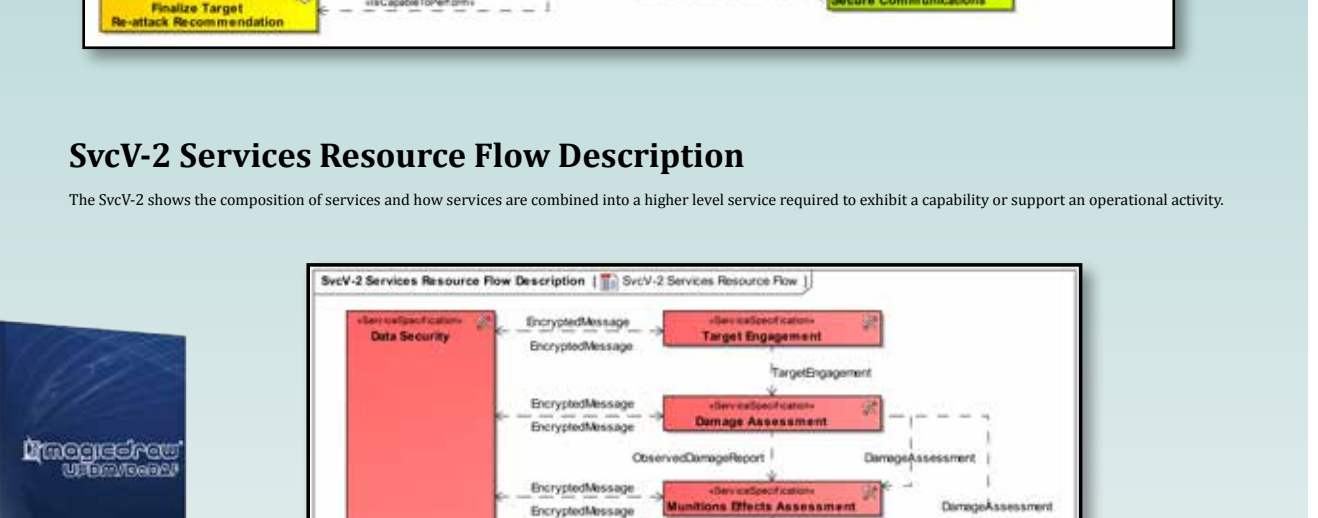 Finalize Target
Re-attack Recommendation
«IsCapableToPerform»
Secure Communications
SvcV-2 Services Resource Flow Description
The SvcV-2 shows the composition of services and how services are combined into a higher level service required to exhibit a capability or support an operational activity.
SvcV-2 Services Resource Flow Description [ SvcV-2 Services Resource Flow ]
«ServiceSpecification»
Data Security
EncryptedMessage
EncryptedMessage
«ServiceSpecification»
Target Engagement
TargetEngagement
EncryptedMessage
EncryptedMessage
«ServiceSpecification»
Damage Assessment
ObservedDamageReport
DamageAssessment
EncryptedMessage
EncryptedMessage
«ServiceSpecification»
Munitions Effects Assessment
DamageAssessment
magicdraw
UPDM/DoDAF